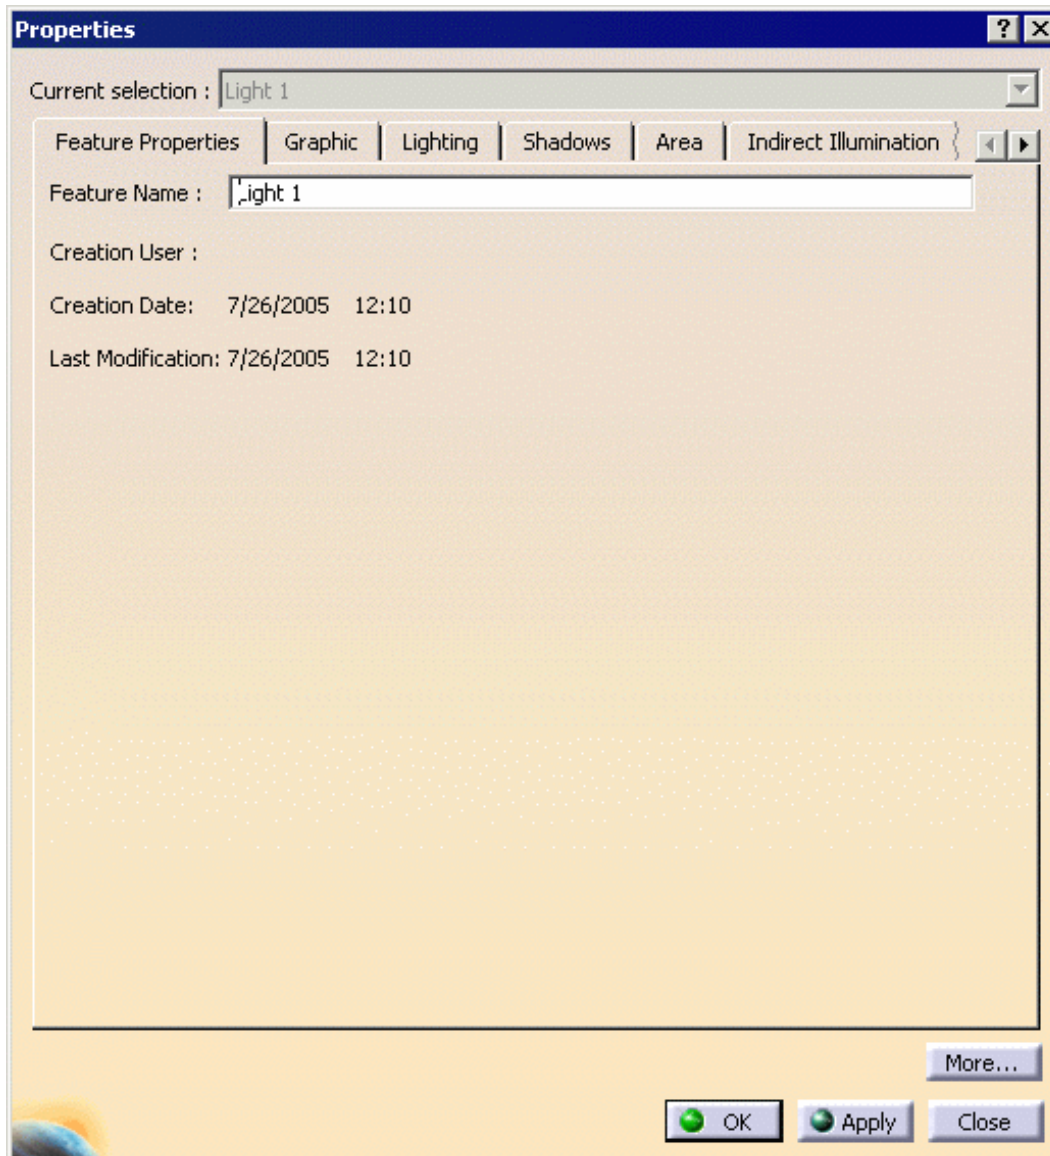 Properties
Current selection : Light 1
Feature Properties Graphic Lighting Shadows Area Indirect Illumination
Feature Name : Light 1
Creation User :
Creation Date: 7/26/2005 12:10
Last Modification: 7/26/2005 12:10
More...
OK Apply Close